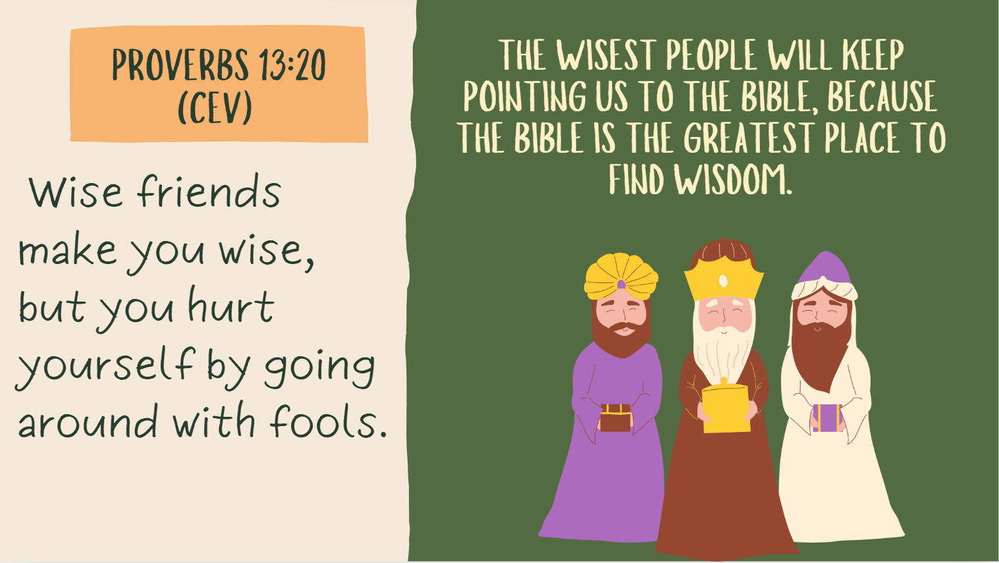 PROVERBS 13:20
(CEV)
Wise friends
make you wise,
but you hurt
yourself by going
around with fools.
THE WISEST PEOPLE WILL KEEP
POINTING US TO THE BIBLE, BECAUSE
THE BIBLE IS THE GREATEST PLACE TO
FIND WISDOM.